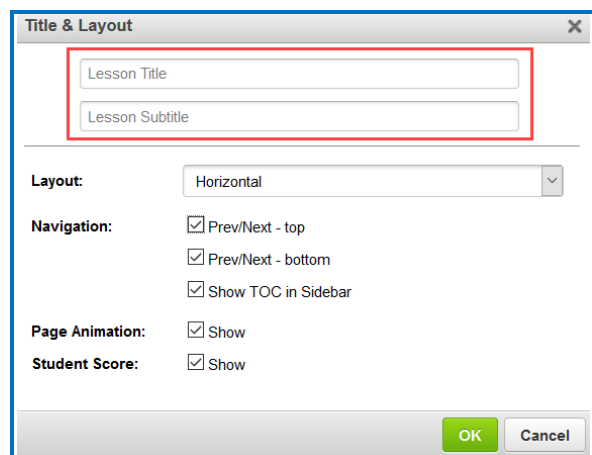 Title & Layout
Lesson Title
Lesson Subtitle
Layout: Horizontal
Navigation: Prev/Next - top
Prev/Next - bottom
Show TOC in Sidebar
Page Animation: Show
Student Score: Show
OK Cancel